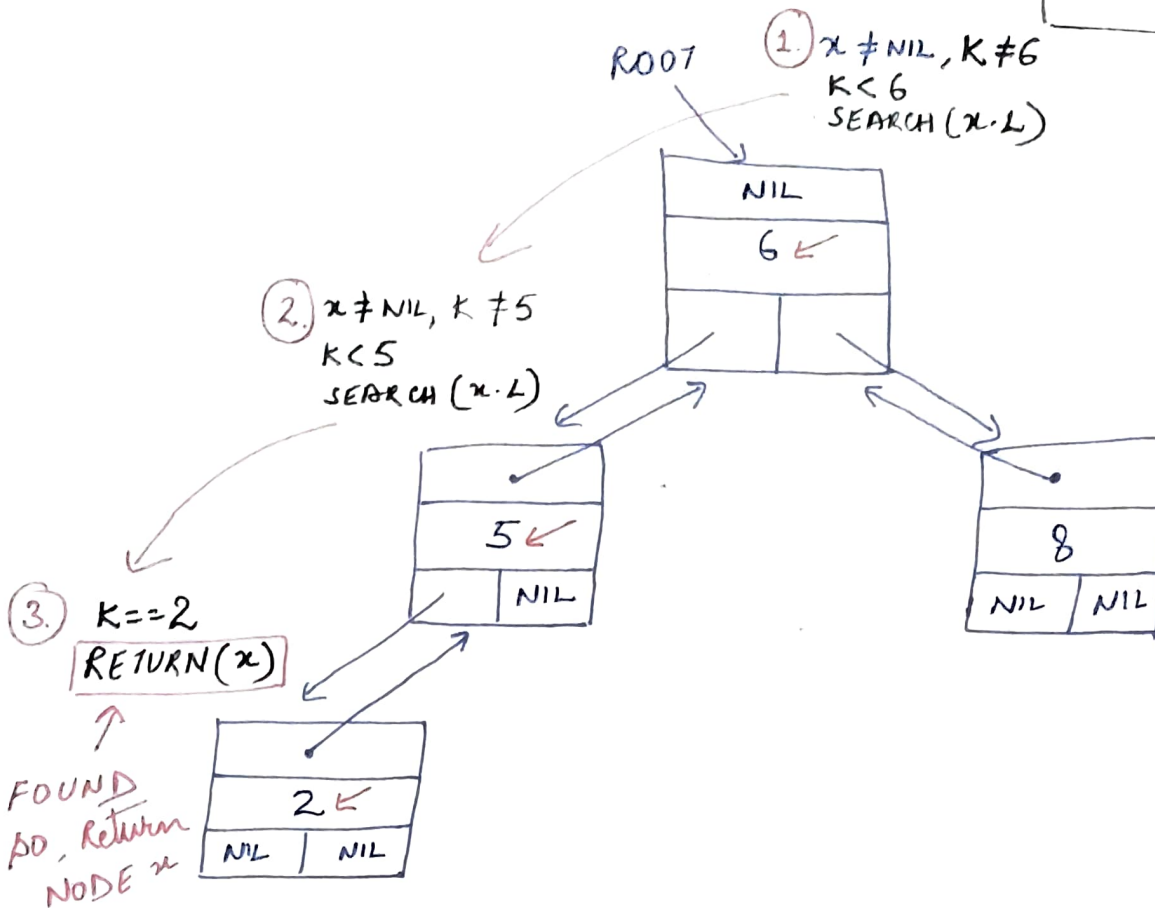 ROOT
1. x ≠ NIL, K ≠ 6
K < 6
SEARCH (x.L)
NIL
6
2. x ≠ NIL, K ≠ 5
K < 5
SEARCH (x.L)
5
NIL
8
NIL NIL
3. K == 2
RETURN (x)
FOUND
so, Return
NODE x
2
NIL NIL